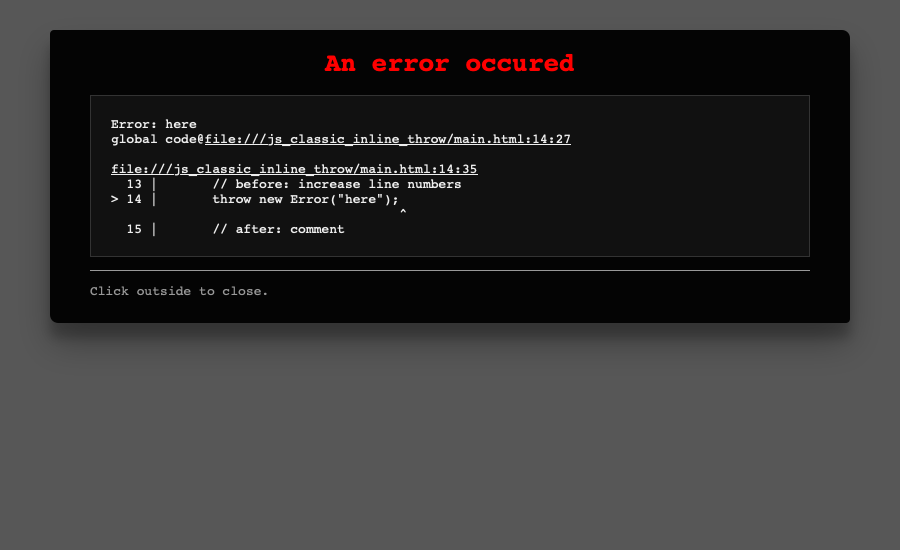 An error occured
Error: here
global code@file:///js_classic_inline_throw/main.html:14:27
file:///js_classic_inline_throw/main.html:14:35
  13 |       // before: increase line numbers
> 14 |       throw new Error("here");
                                     ^
  15 |       // after: comment
Click outside to close.